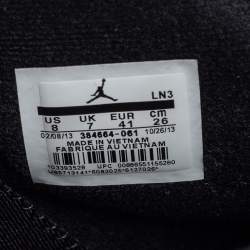 LN3
US UK EUR cm
8 7 41 26
02/08/13 384664-061 10/26/13
MADE IN VIETNAM
FABRIQUE AU VIETNAM